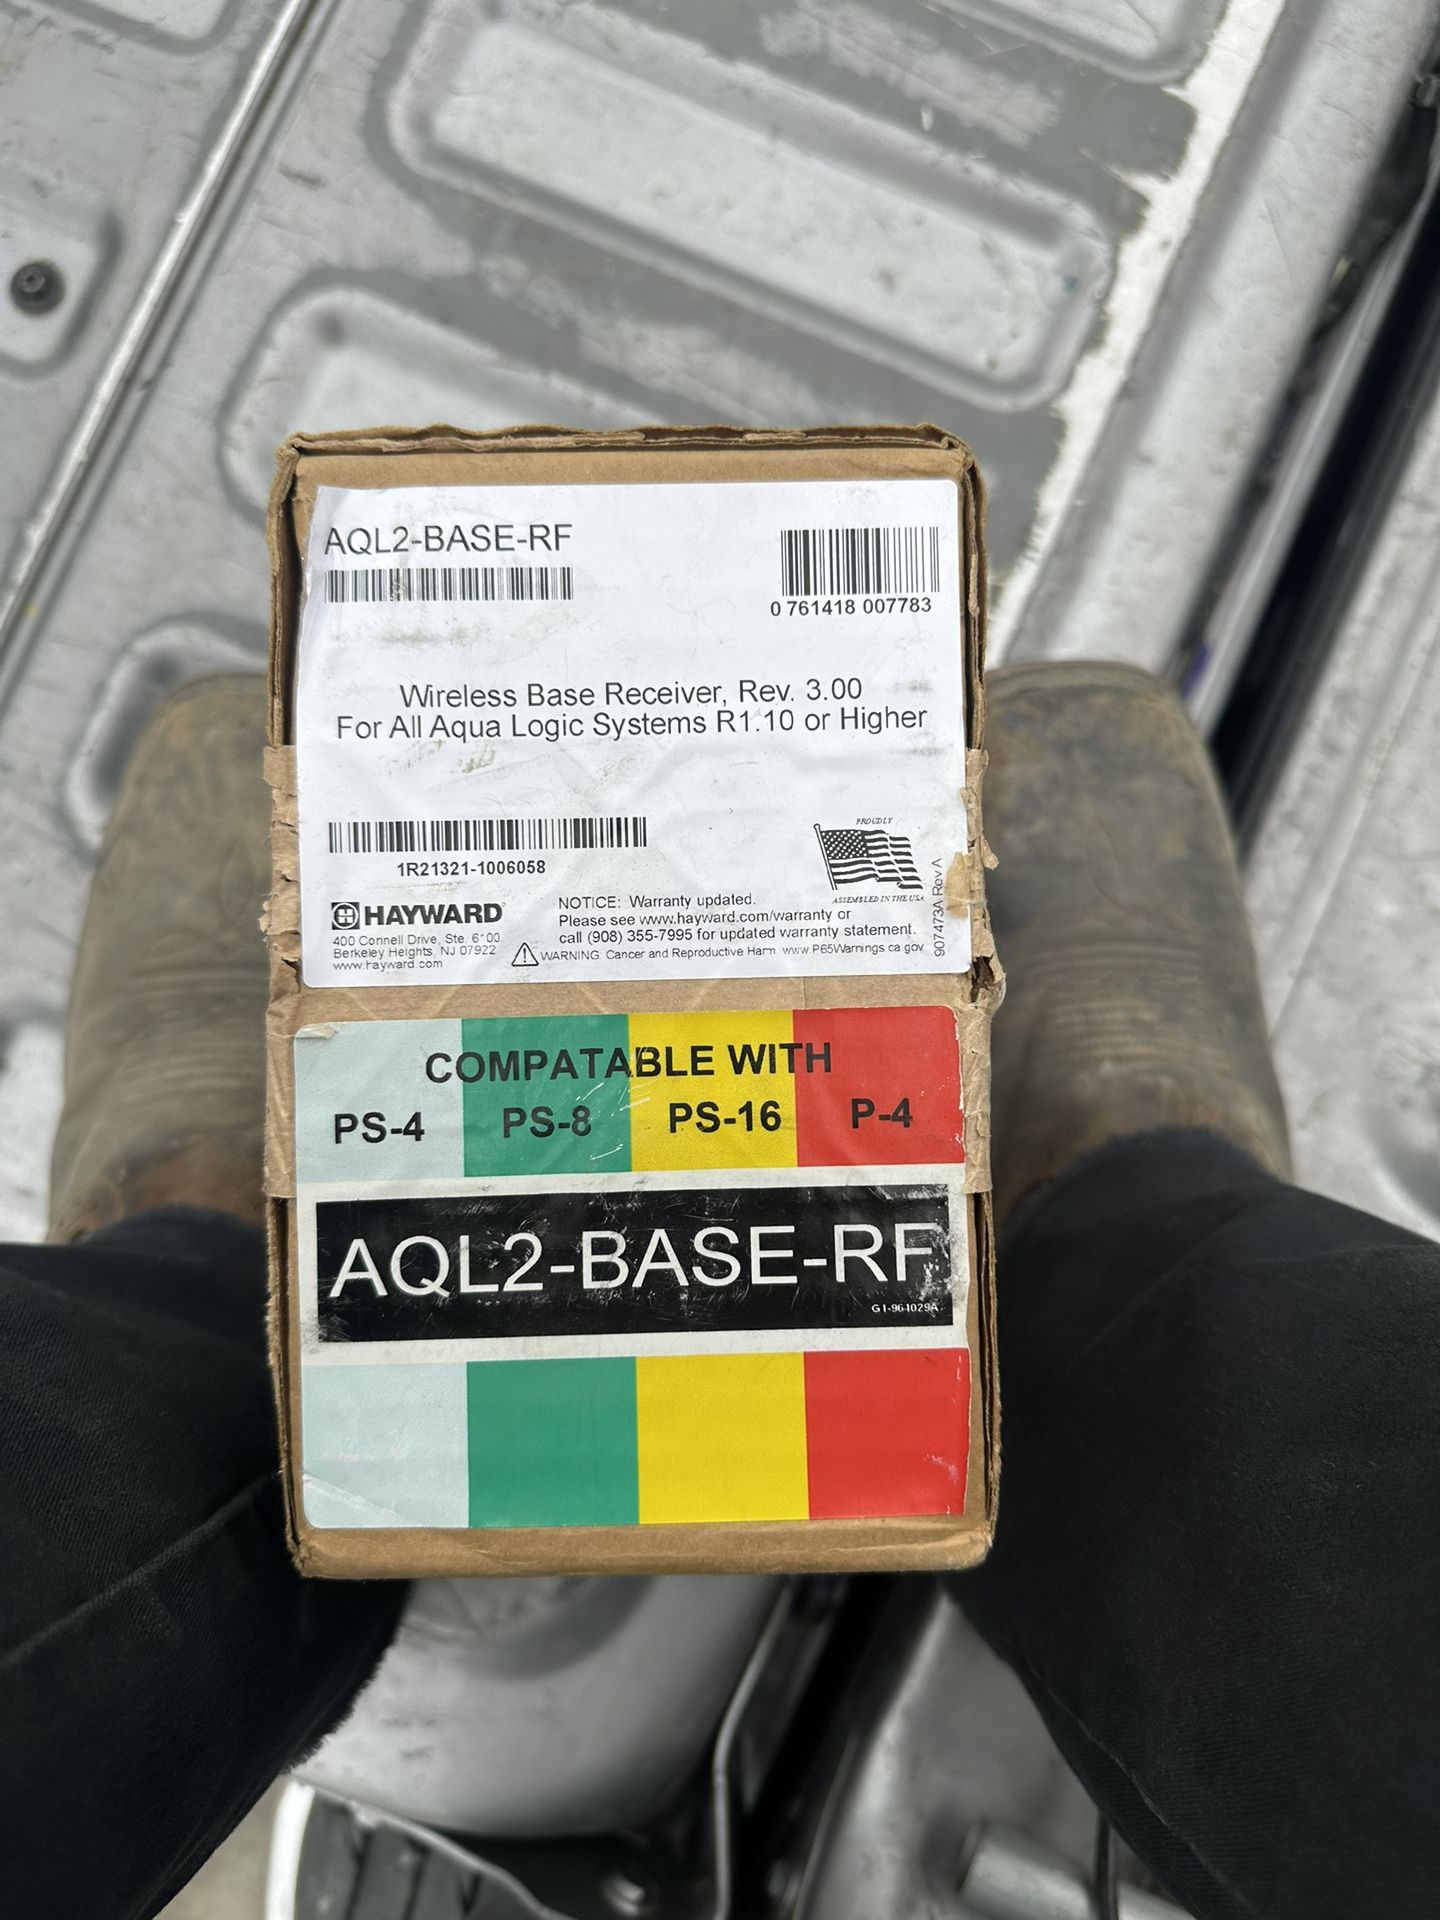 AQL2-BASE-RF
0 761418 007783
Wireless Base Receiver, Rev. 3.00
For All Aqua Logic Systems R1.10 or Higher
1R21321-1006058
PROUDLY
ASSEMBLED IN THE USA
907473A Rev A
HAYWARD
400 Connell Drive, Ste. 6100
Berkeley Heights, NJ 07922
www.hayward.com
NOTICE: Warranty updated.
Please see www.hayward.com/warranty or
call (908) 355-7995 for updated warranty statement.
WARNING: Cancer and Reproductive Harm www.P65Warnings.ca.gov
COMPATABLE WITH
PS-4 PS-8 PS-16 P-4
AQL2-BASE-RF
G1-961029A